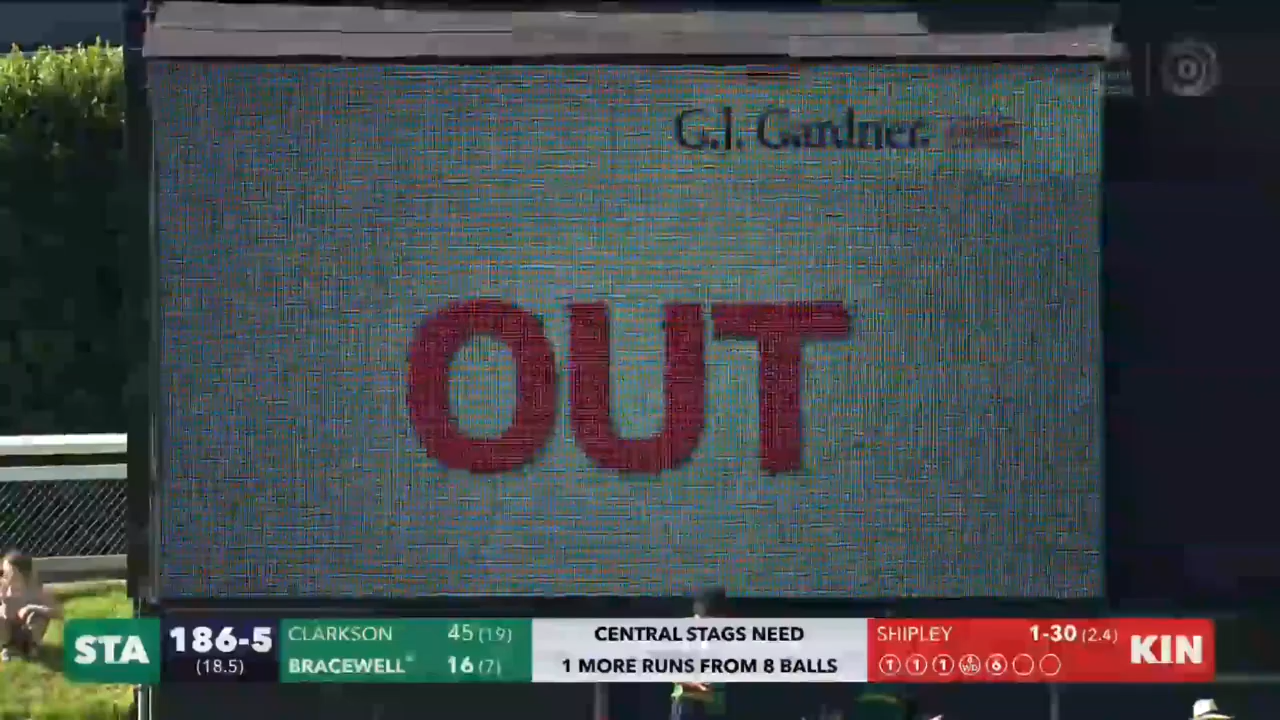 G.J. Gardner.
OUT
STA
186-5
(18.5)
CLARKSON 45 (19)
BRACEWELL* 16 (7)
CENTRAL STAGS NEED
1 MORE RUNS FROM 8 BALLS
SHIPLEY 1-30 (2.4)
1 1 1 WD 6
KIN